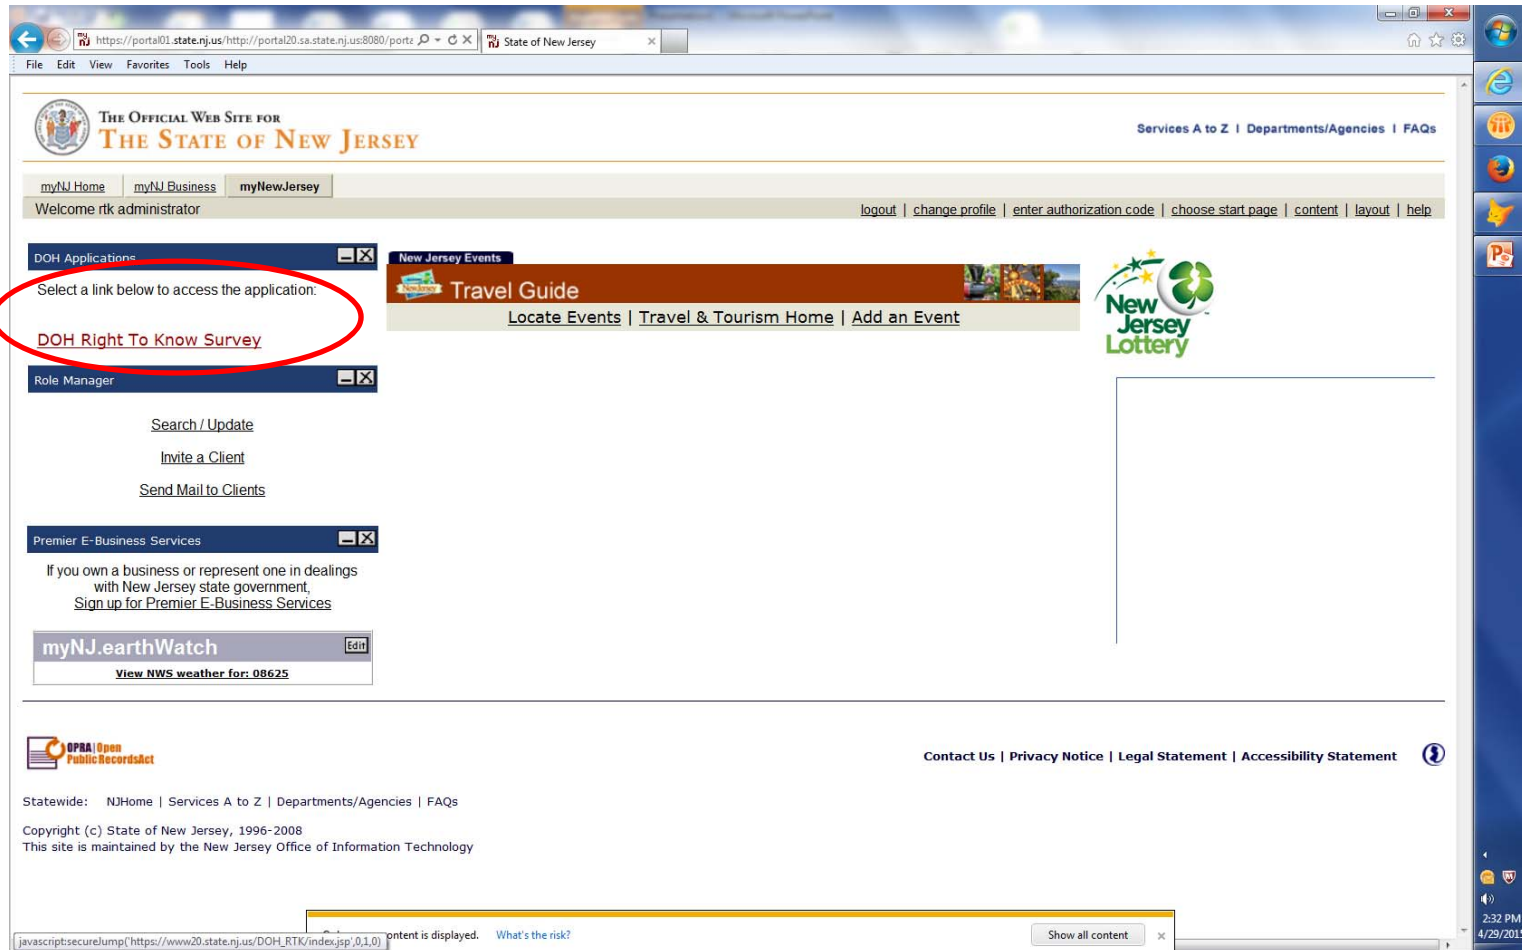 https://portal01.state.nj.us/http://portal20.sa.state.nj.us:8080/porta
State of New Jersey
File Edit View Favorites Tools Help
THE OFFICIAL WEB SITE FOR
THE STATE OF NEW JERSEY
Services A to Z | Departments/Agencies | FAQs
myNJ Home myNJ Business myNewJersey
Welcome rtk administrator
logout | change profile | enter authorization code | choose start page | content | layout | help
DOH Applications
Select a link below to access the application:
DOH Right To Know Survey
New Jersey Events
Travel Guide
Locate Events | Travel & Tourism Home | Add an Event
New
Jersey
Lottery
Role Manager
Search / Update
Invite a Client
Send Mail to Clients
Premier E-Business Services
If you own a business or represent one in dealings
with New Jersey state government,
Sign up for Premier E-Business Services
myNJ.earthWatch
Edit
View NWS weather for: 08625
OPRA|Open
Public RecordsAct
Contact Us | Privacy Notice | Legal Statement | Accessibility Statement
Statewide: NJHome | Services A to Z | Departments/Agencies | FAQs
Copyright (c) State of New Jersey, 1996-2008
This site is maintained by the New Jersey Office of Information Technology
javascript:secureJump('https://www20.state.nj.us/DOH_RTK/index.jsp',0,1,0)
ontent is displayed. What's the risk?
Show all content
2:32 PM
4/29/201